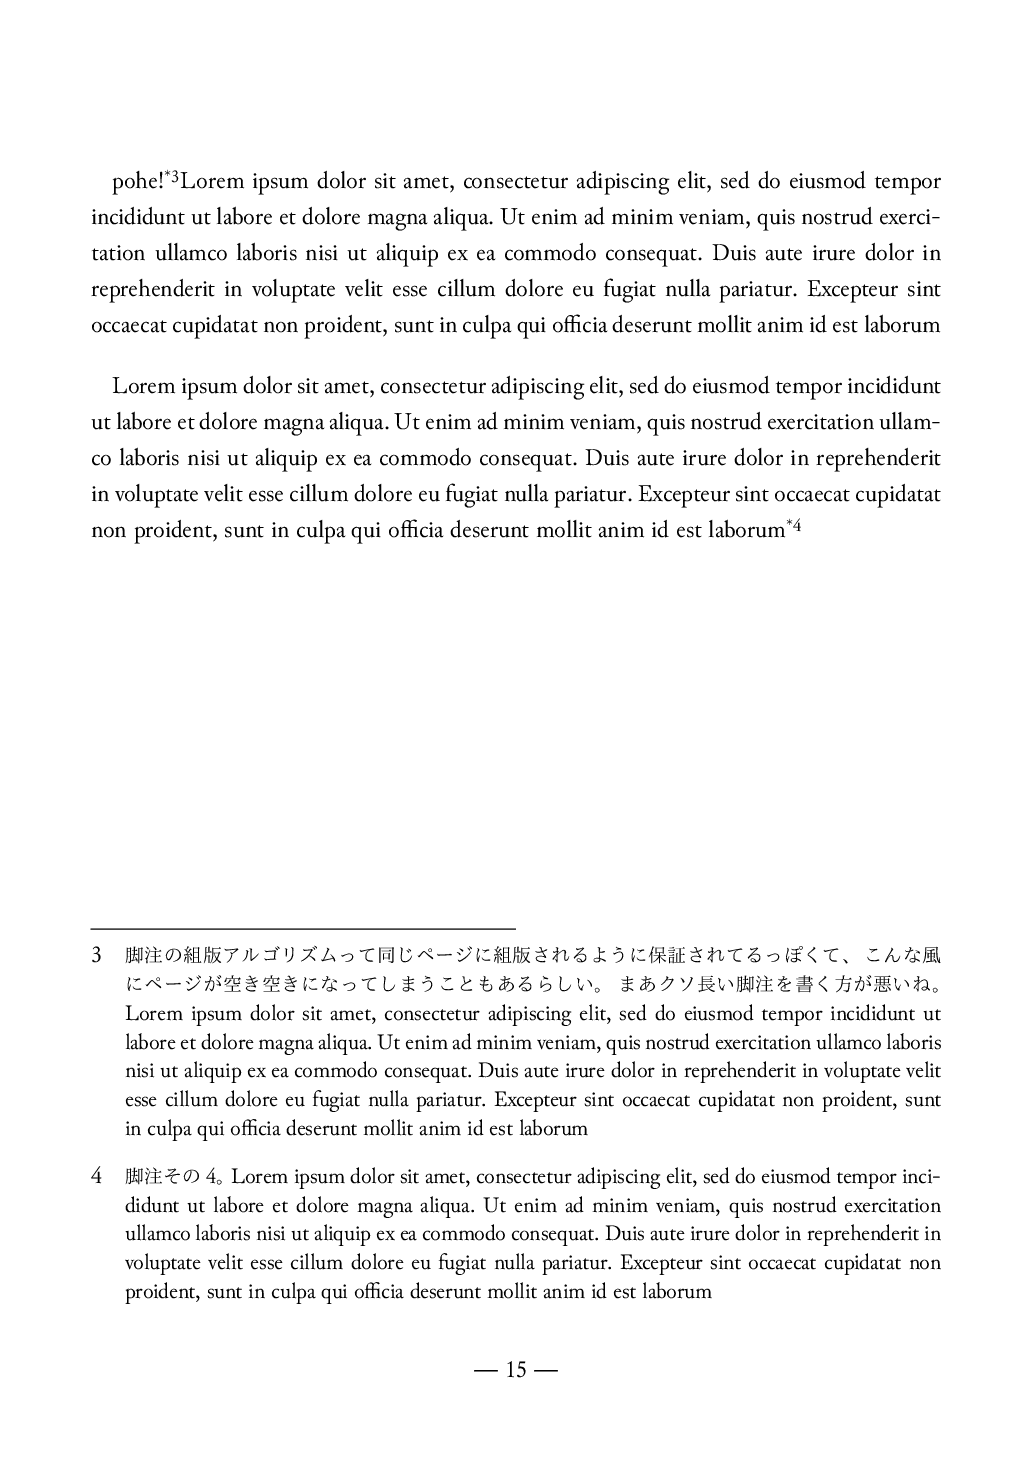 pohe!*3Lorem ipsum dolor sit amet, consectetur adipiscing elit, sed do eiusmod tempor
incididunt ut labore et dolore magna aliqua. Ut enim ad minim veniam, quis nostrud exerci-
tation ullamco laboris nisi ut aliquip ex ea commodo consequat. Duis aute irure dolor in
reprehenderit in voluptate velit esse cillum dolore eu fugiat nulla pariatur. Excepteur sint
occaecat cupidatat non proident, sunt in culpa qui officia deserunt mollit anim id est laborum
Lorem ipsum dolor sit amet, consectetur adipiscing elit, sed do eiusmod tempor incididunt
ut labore et dolore magna aliqua. Ut enim ad minim veniam, quis nostrud exercitation ullam-
co laboris nisi ut aliquip ex ea commodo consequat. Duis aute irure dolor in reprehenderit
in voluptate velit esse cillum dolore eu fugiat nulla pariatur. Excepteur sint occaecat cupidatat
non proident, sunt in culpa qui officia deserunt mollit anim id est laborum*4
3 脚注の組版アルゴリズムって同じページに組版されるように保証されてるっぽくて、こんな風
にページが空き空きになってしまうこともあるらしい。まあクソ長い脚注を書く方が悪いね。
Lorem ipsum dolor sit amet, consectetur adipiscing elit, sed do eiusmod tempor incididunt ut
labore et dolore magna aliqua. Ut enim ad minim veniam, quis nostrud exercitation ullamco laboris
nisi ut aliquip ex ea commodo consequat. Duis aute irure dolor in reprehenderit in voluptate velit
esse cillum dolore eu fugiat nulla pariatur. Excepteur sint occaecat cupidatat non proident, sunt
in culpa qui officia deserunt mollit anim id est laborum
4 脚注その 4。Lorem ipsum dolor sit amet, consectetur adipiscing elit, sed do eiusmod tempor inci-
didunt ut labore et dolore magna aliqua. Ut enim ad minim veniam, quis nostrud exercitation
ullamco laboris nisi ut aliquip ex ea commodo consequat. Duis aute irure dolor in reprehenderit in
voluptate velit esse cillum dolore eu fugiat nulla pariatur. Excepteur sint occaecat cupidatat non
proident, sunt in culpa qui officia deserunt mollit anim id est laborum
— 15 —